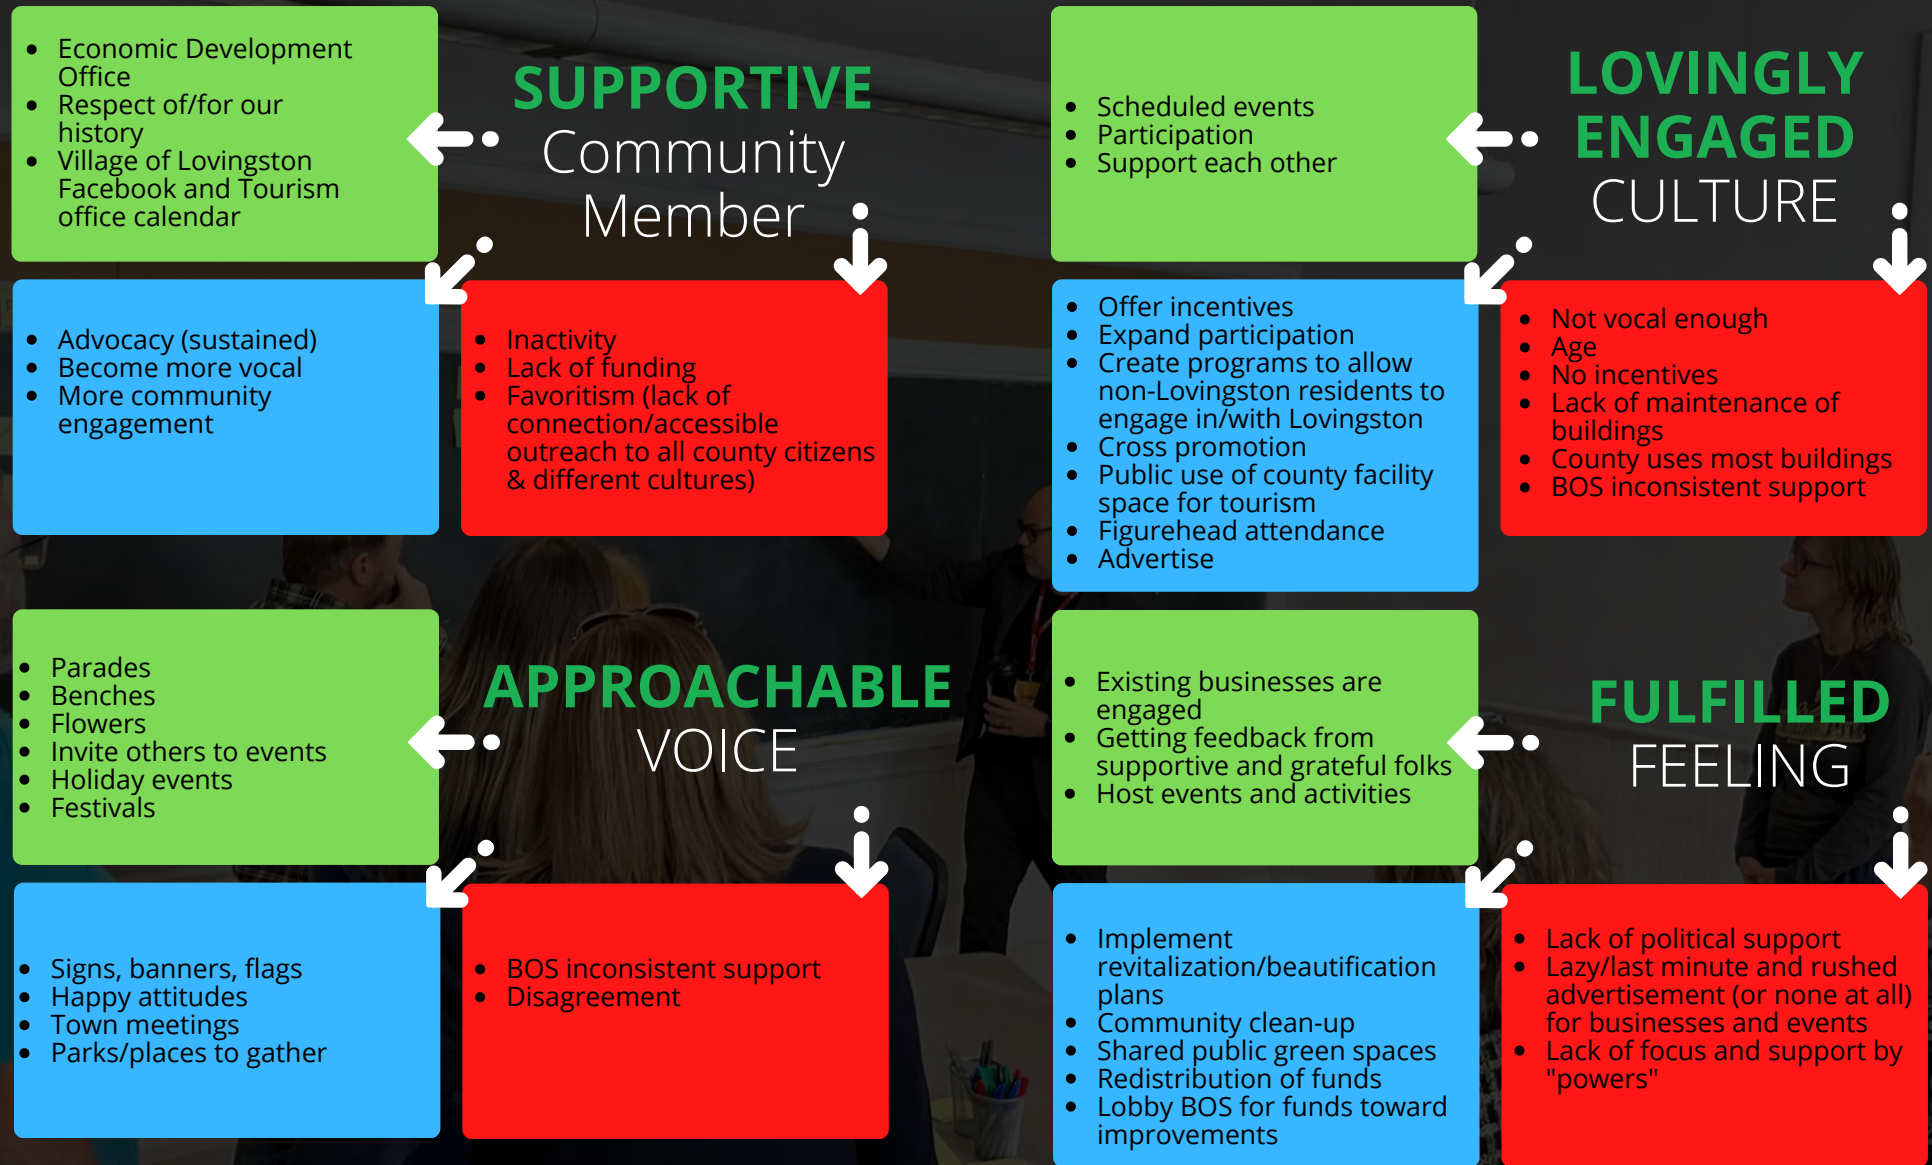 • Economic Development
Office
• Respect of/for our
history
• Village of Lovingston
Facebook and Tourism
office calendar
SUPPORTIVE
Community
Member
• Advocacy (sustained)
• Become more vocal
• More community
engagement
• Inactivity
• Lack of funding
• Favoritism (lack of
connection/accessible
outreach to all county citizens
& different cultures)
• Scheduled events
• Participation
• Support each other
LOVINGLY
ENGAGED
CULTURE
• Offer incentives
• Expand participation
• Create programs to allow
non-Lovingston residents to
engage in/with Lovingston
• Cross promotion
• Public use of county facility
space for tourism
• Figurehead attendance
• Advertise
• Not vocal enough
• Age
• No incentives
• Lack of maintenance of
buildings
• County uses most buildings
• BOS inconsistent support
• Parades
• Benches
• Flowers
• Invite others to events
• Holiday events
• Festivals
APPROACHABLE
VOICE
• Signs, banners, flags
• Happy attitudes
• Town meetings
• Parks/places to gather
• BOS inconsistent support
• Disagreement
• Existing businesses are
engaged
• Getting feedback from
supportive and grateful folks
• Host events and activities
FULFILLED
FEELING
• Implement
revitalization/beautification
plans
• Community clean-up
• Shared public green spaces
• Redistribution of funds
• Lobby BOS for funds toward
improvements
• Lack of political support
• Lazy/last minute and rushed
advertisement (or none at all)
for businesses and events
• Lack of focus and support by
"powers"